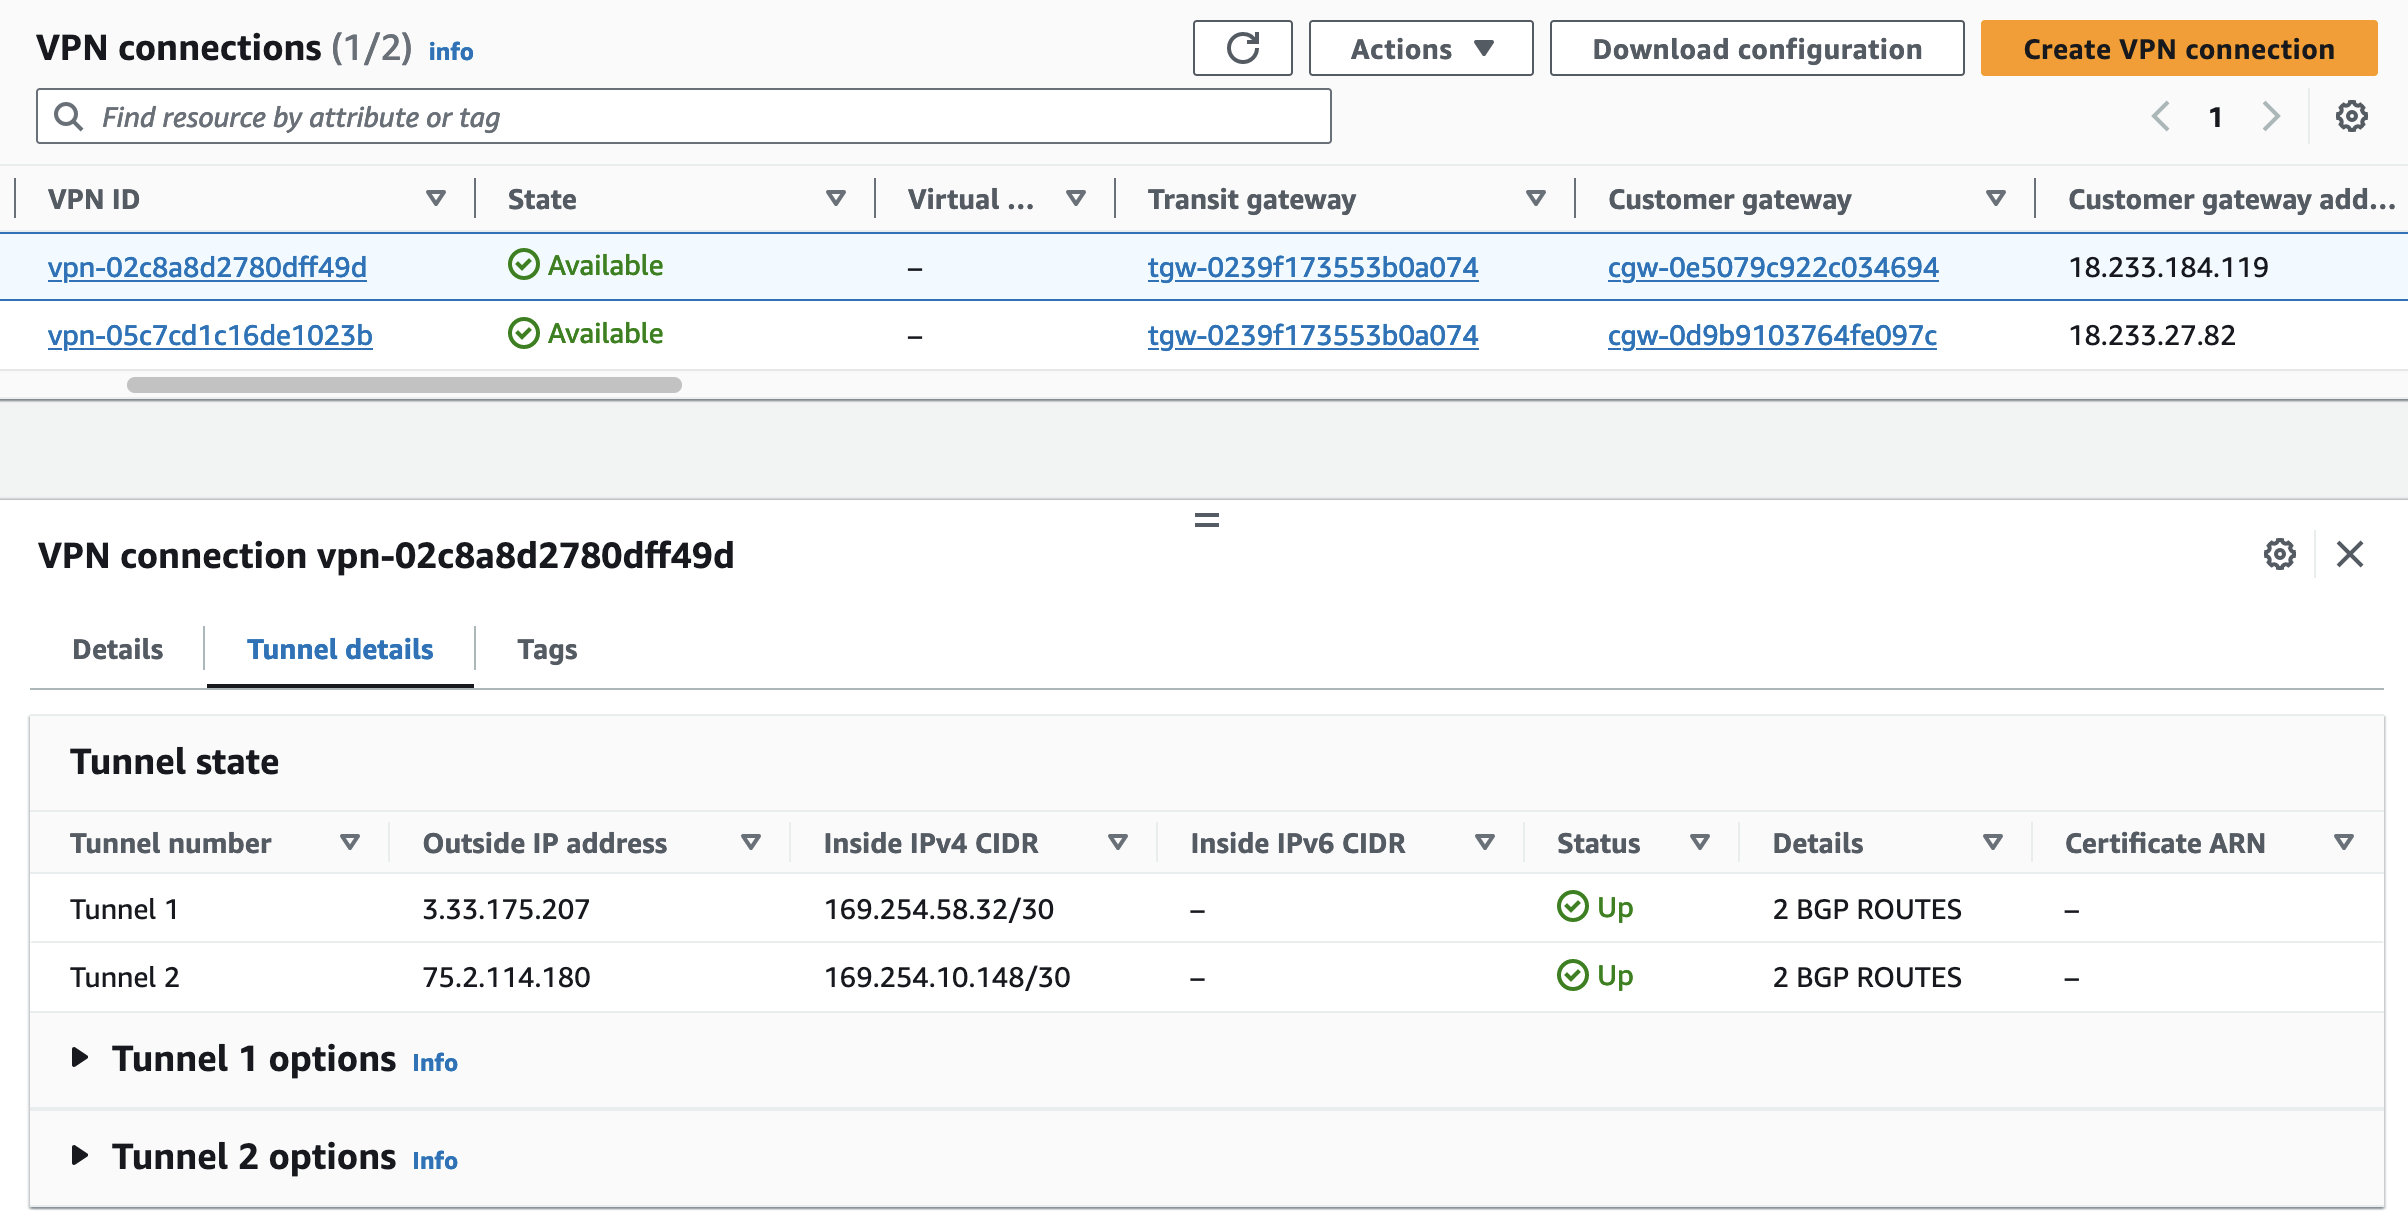 VPN connections (1/2) info
Actions Download configuration Create VPN connection
Find resource by attribute or tag
1
VPN ID State Virtual ... Transit gateway Customer gateway Customer gateway add...
vpn-02c8a8d2780dff49d Available – tgw-0239f173553b0a074 cgw-0e5079c922c034694 18.233.184.119
vpn-05c7cd1c16de1023b Available – tgw-0239f173553b0a074 cgw-0d9b9103764fe097c 18.233.27.82
VPN connection vpn-02c8a8d2780dff49d
Details Tunnel details Tags
Tunnel state
Tunnel number Outside IP address Inside IPv4 CIDR Inside IPv6 CIDR Status Details Certificate ARN
Tunnel 1 3.33.175.207 169.254.58.32/30 – Up 2 BGP ROUTES –
Tunnel 2 75.2.114.180 169.254.10.148/30 – Up 2 BGP ROUTES –
Tunnel 1 options Info
Tunnel 2 options Info